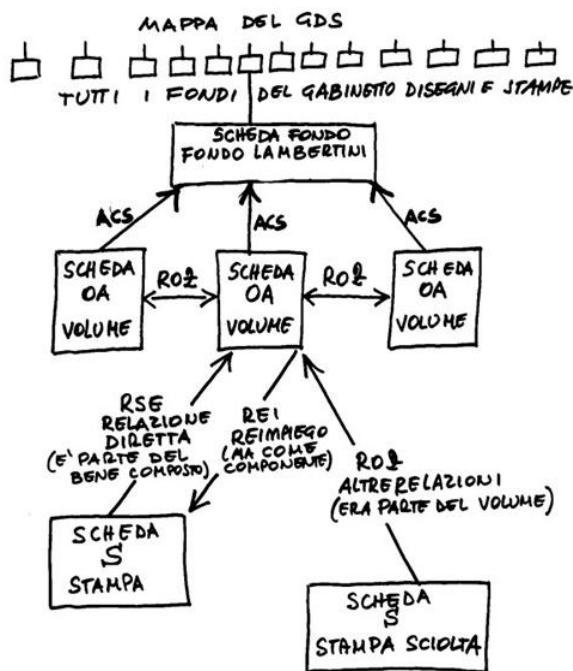 MAPPA DEL GDS
TUTTI I FONDI DEL GABINETTO DISEGNI E STAMPE
SCHEDA FONDO
FONDO LAMBERTINI
ACS
ACS
ACS
SCHEDA
OA
VOLUME
ROZ
SCHEDA
OA
VOLUME
ROZ
SCHEDA
OA
VOLUME
RSE
RELAZIONE
DIRETTA
(E' PARTE DEL
BENE COMPOSTO)
REI
REIMPIEGO
(MA COME
COMPONENTE)
ROZ
ALTRE RELAZIONI
(ERA PARTE DEL VOLUME)
SCHEDA
S
STAMPA
SCHEDA
S
STAMPA SCIOLTA